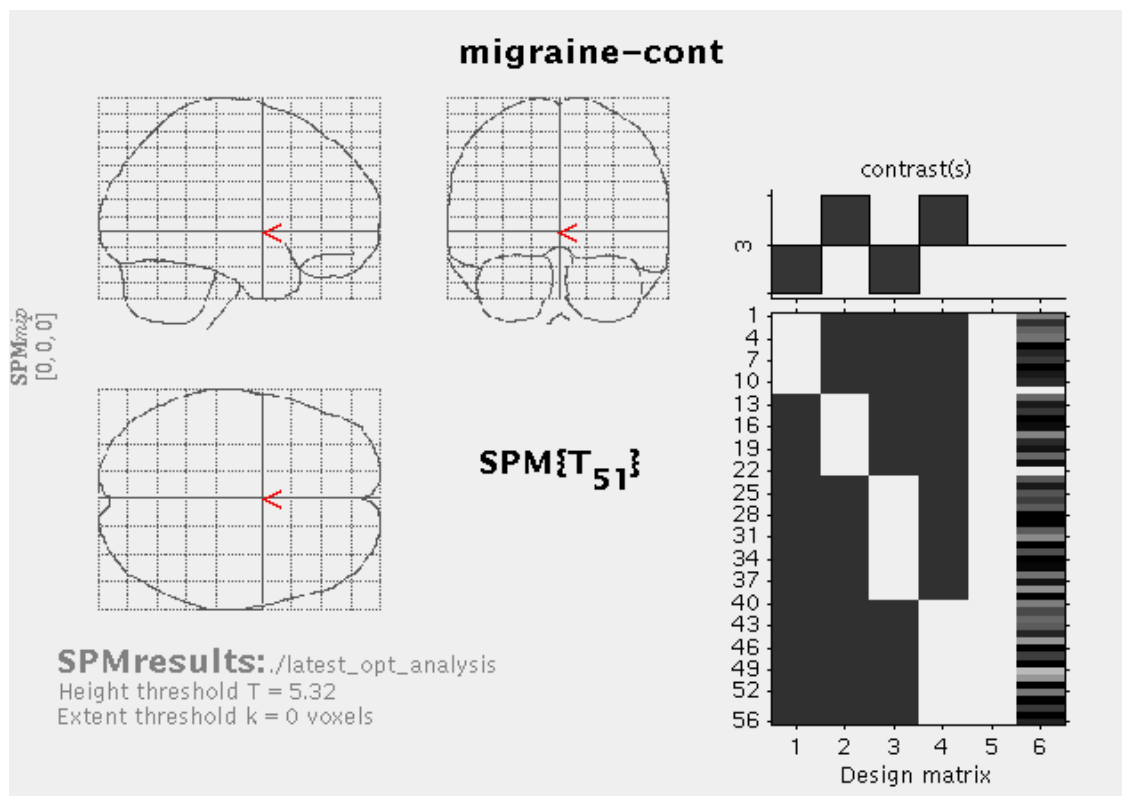 migraine-cont
SPMmip
[0, 0, 0]
contrast(s)
3
SPM{T51}
1
4
7
10
13
16
19
22
25
28
31
34
37
40
43
46
49
52
56
1 2 3 4 5 6
Design matrix
SPMresults: ./latest_opt_analysis
Height threshold T = 5.32
Extent threshold k = 0 voxels